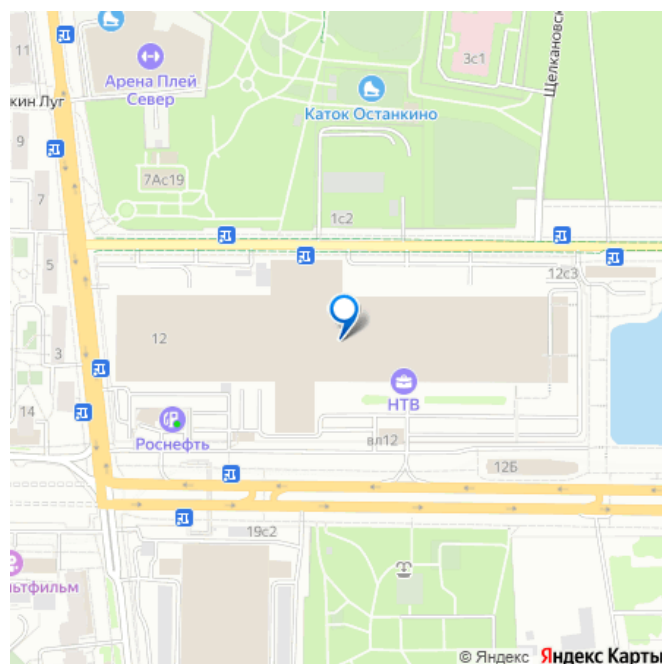 11
Арена Плей
Север
3с1
Щелкановск
кин Луг
Каток Останкино
9
7Ас19
7
1с2
5
12с3
12
3
НТВ
14
Роснефть
вл12
12Б
19с2
льтфильм
© Яндекс Яндекс Карты